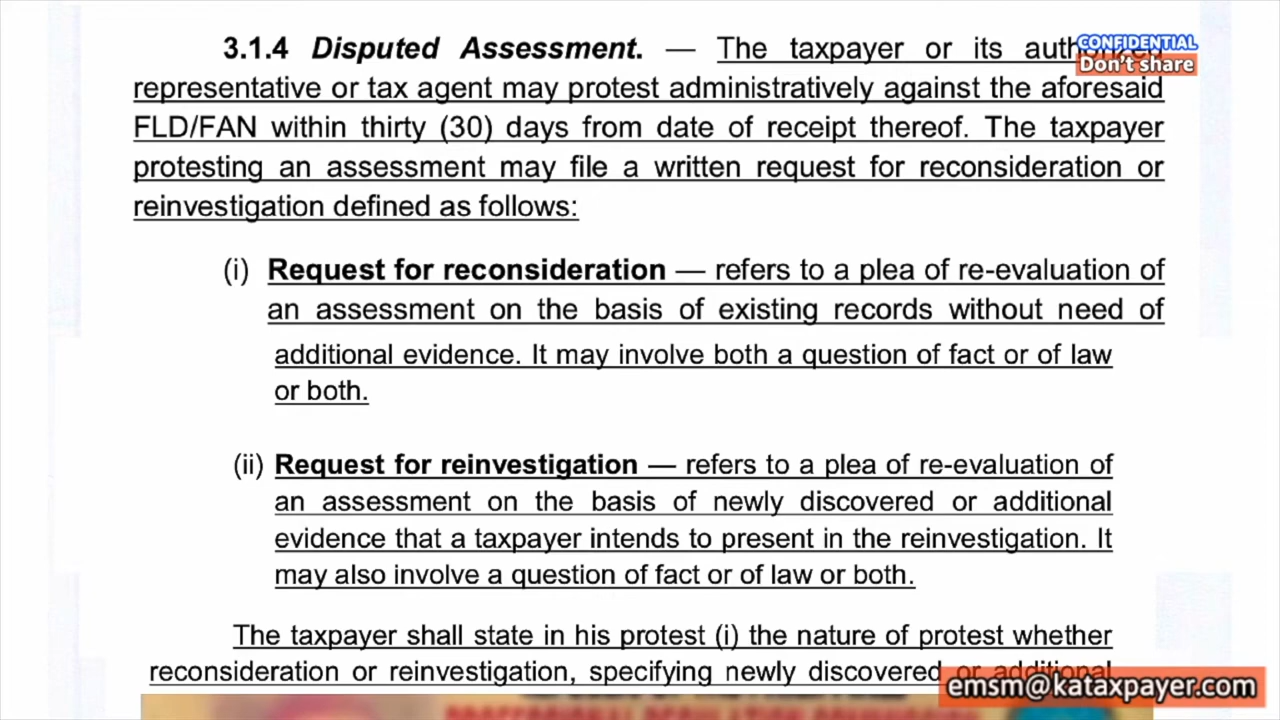 3.1.4 Disputed Assessment. — The taxpayer or its authorized
CONFIDENTIAL
Don't share
representative or tax agent may protest administratively against the aforesaid
FLD/FAN within thirty (30) days from date of receipt thereof. The taxpayer
protesting an assessment may file a written request for reconsideration or
reinvestigation defined as follows:
(i) Request for reconsideration — refers to a plea of re-evaluation of
an assessment on the basis of existing records without need of
additional evidence. It may involve both a question of fact or of law
or both.
(ii) Request for reinvestigation — refers to a plea of re-evaluation of
an assessment on the basis of newly discovered or additional
evidence that a taxpayer intends to present in the reinvestigation. It
may also involve a question of fact or of law or both.
The taxpayer shall state in his protest (i) the nature of protest whether
reconsideration or reinvestigation, specifying newly discovered or additional
emsm@kataxpayer.com